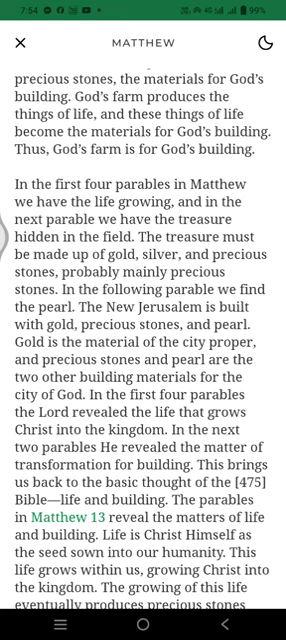 7:54
99%
MATTHEW
precious stones, the materials for God's
building. God's farm produces the
things of life, and these things of life
become the materials for God's building.
Thus, God's farm is for God's building.
In the first four parables in Matthew
we have the life growing, and in the
next parable we have the treasure
hidden in the field. The treasure must
be made up of gold, silver, and precious
stones, probably mainly precious
stones. In the following parable we find
the pearl. The New Jerusalem is built
with gold, precious stones, and pearl.
Gold is the material of the city proper,
and precious stones and pearl are the
two other building materials for the
city of God. In the first four parables
the Lord revealed the life that grows
Christ into the kingdom. In the next
two parables He revealed the matter of
transformation for building. This brings
us back to the basic thought of the [475]
Bible—life and building. The parables
in Matthew 13 reveal the matters of life
and building. Life is Christ Himself as
the seed sown into our humanity. This
life grows within us, growing Christ into
the kingdom. The growing of this life
eventually produces precious stones